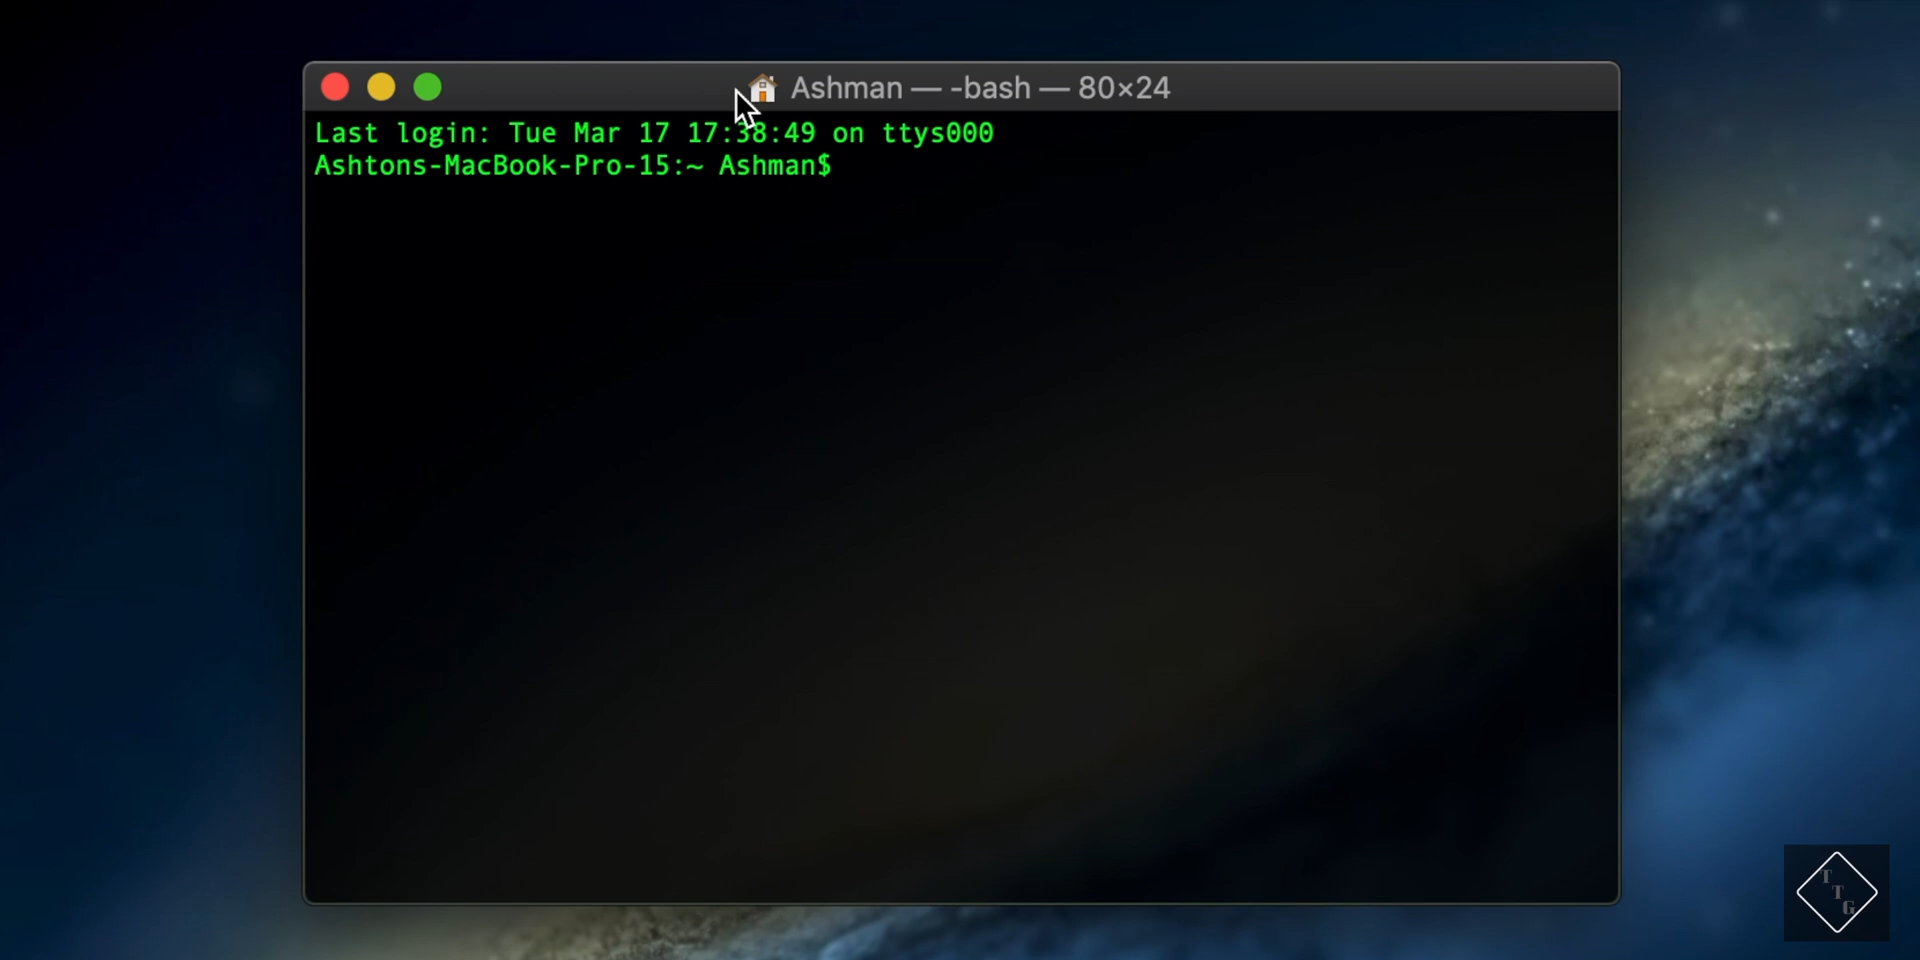 Ashman — -bash — 80×24
Last login: Tue Mar 17 17:38:49 on ttys000
Ashtons-MacBook-Pro-15:~ Ashman$
T
T
G